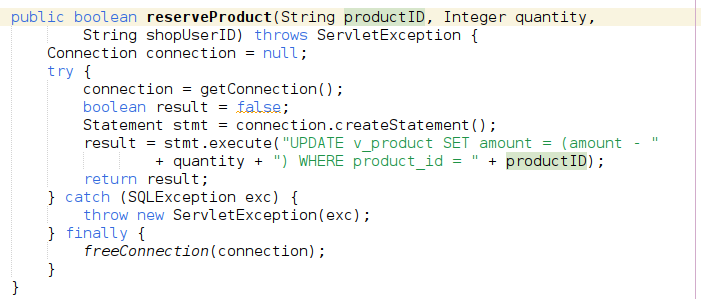 public boolean reserveProduct(String productID, Integer quantity,
        String shopUserID) throws ServletException {
    Connection connection = null;
    try {
        connection = getConnection();
        boolean result = false;
        Statement stmt = connection.createStatement();
        result = stmt.execute("UPDATE v_product SET amount = (amount - "
                + quantity + ") WHERE product_id = " + productID);
        return result;
    } catch (SQLException exc) {
        throw new ServletException(exc);
    } finally {
        freeConnection(connection);
    }
}